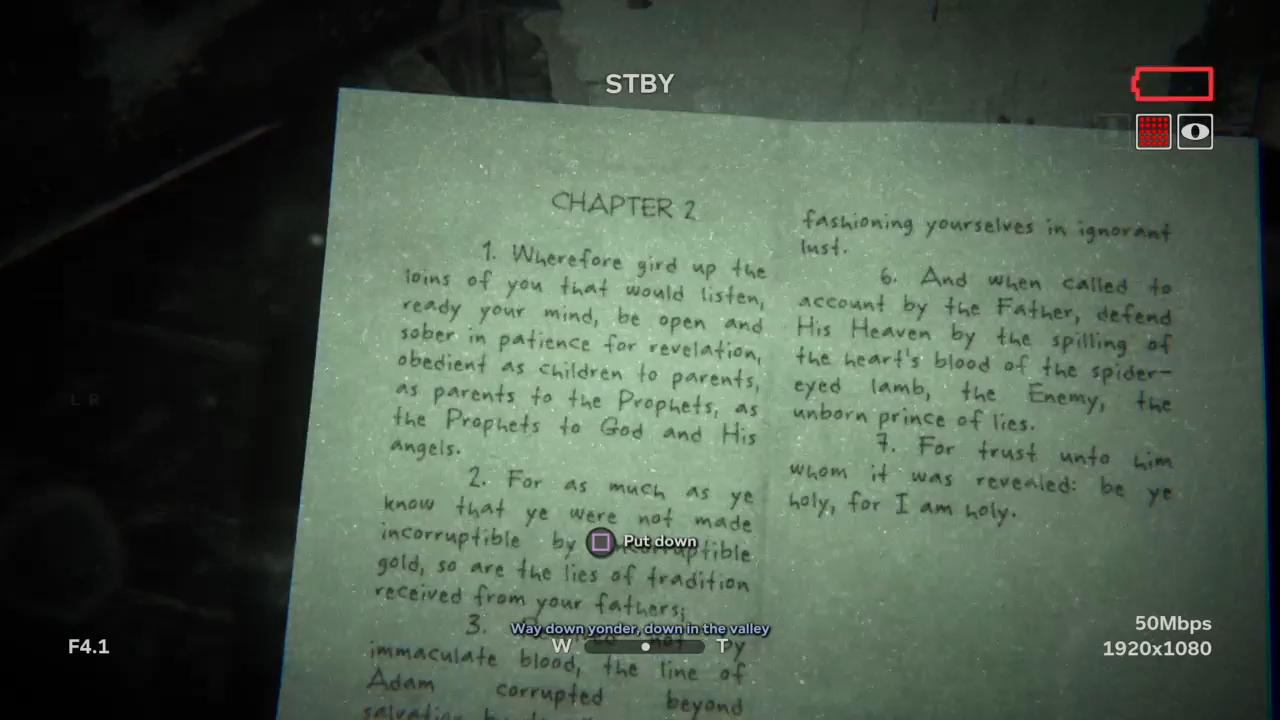 STBY
CHAPTER 2
1. Wherefore gird up the
loins of you that would listen,
ready your mind, be open and
sober in patience for revelation,
obedient as children to parents,
as parents to the Prophets, as
the Prophets to God and His
angels.
2. For as much as ye
know that ye were not made
incorruptible by
gold, so are the lies of tradition
received from your fathers;
3. not by
immaculate blood, the line of
Adam corrupted beyond
fashioning yourselves in ignorant
lust.
6. And when called to
account by the Father, defend
His Heaven by the spilling of
the heart's blood of the spider-
eyed lamb, the Enemy, the
unborn prince of lies.
7. For trust unto him
whom it was revealed: be ye
holy, for I am holy.
L R
Put down
Way down yonder, down in the valley
W T
F4.1
50Mbps
1920x1080